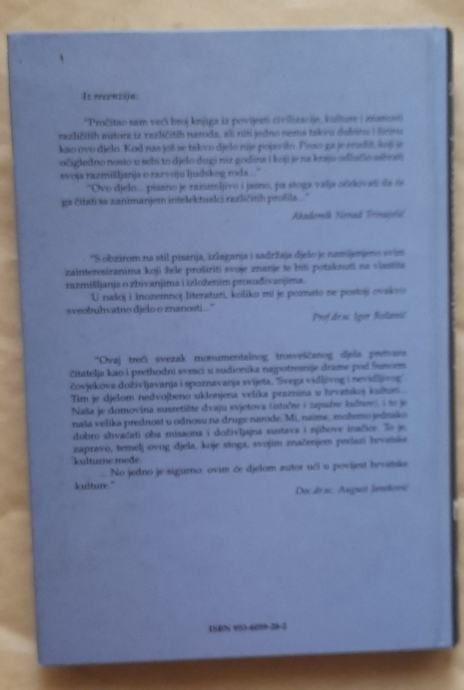 Iz recenzija:
"Pročitao sam veći broj knjiga iz povijesti civilizacije, kulture i znanosti
različitih autora iz različitih naroda, ali niti jedno nema takvu dubinu i širinu
kao ovo djelo. Kod nas još se takvo djelo nije pojavilo. Pisao ga je erudit, koji je
očigledno nosio u sebi to djelo dugi niz godina i koji je na kraju odlučio sabrati
svoja razmišljanja o razvoju ljudskog roda..."
"Ovo djelo... pisano je razumljivo i jasno, pa stoga valja očekivati da će
ga čitati sa zanimanjem intelektualci različitih profila..."
Akademik Nenad Trinajstić
"S obzirom na stil pisanja, izlaganja i sadržaja djelo je namijenjeno svim
zainteresiranima koji žele proširiti svoje znanje te biti potaknuti na vlastita
razmišljanja o zbivanjima i izloženim prosuđivanjima.
U našoj i inozemnoj literaturi, koliko mi je poznato ne postoji ovakvo
sveobuhvatno djelo o znanosti..."
Prof.dr.sc. Igor
"Ovaj treći svezak monumentalnog trosveščanog djela pretvara
čitatelja kao i prethodni svesci u sudionika najpotresnije drame pod Suncem
čovjekova doživljavanja i spoznavanja svijeta, 'Svega vidljivog i nevidljivog'.
Tim je djelom nedvojbeno uklonjena velika praznina u hrvatskoj kulturi...
Naša je domovina susretište dvaju svjetova (istočne i zapadne kulture), i to je
naša velika prednost u odnosu na druge narode. Mi, naime, možemo jednako
dobro shvaćati oba misaona i doživljajna sustava i njihove inačice. To je,
zapravo, temelj ovog djela, koje stoga, svojim značenjem prelazi hrvatske
kulturne međe.
... No jedno je sigurno: ovim će djelom autor ući u povijest hrvatske
kulture."
Doc.dr.sc. August
ISBN 953-6059-28-2